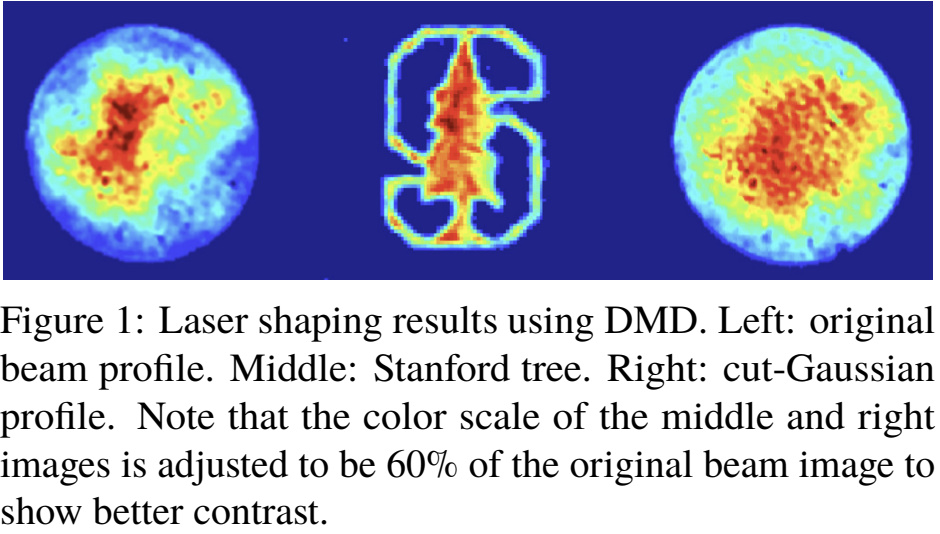 Figure 1: Laser shaping results using DMD. Left: original
beam profile. Middle: Stanford tree. Right: cut-Gaussian
profile. Note that the color scale of the middle and right
images is adjusted to be 60% of the original beam image to
show better contrast.